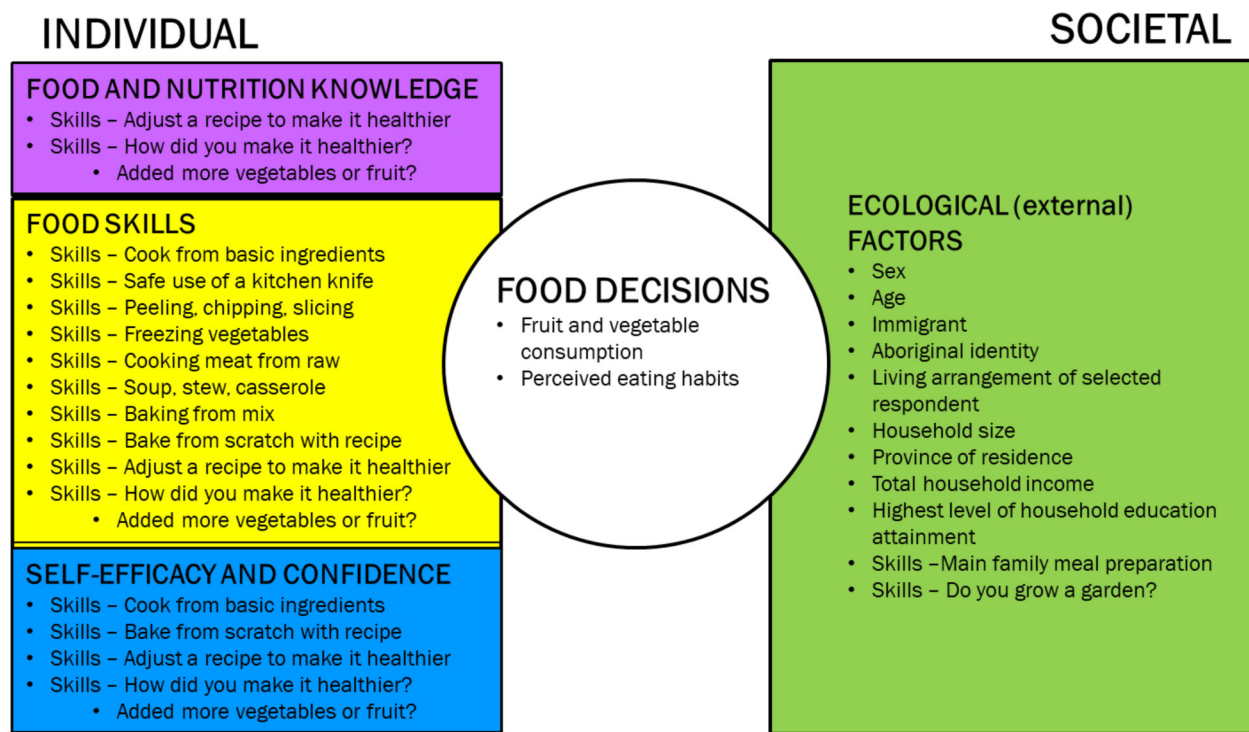 INDIVIDUAL
FOOD AND NUTRITION KNOWLEDGE
• Skills – Adjust a recipe to make it healthier
• Skills – How did you make it healthier?
• Added more vegetables or fruit?
FOOD SKILLS
• Skills – Cook from basic ingredients
• Skills – Safe use of a kitchen knife
• Skills – Peeling, chipping, slicing
• Skills – Freezing vegetables
• Skills – Cooking meat from raw
• Skills – Soup, stew, casserole
• Skills – Baking from mix
• Skills – Bake from scratch with recipe
• Skills – Adjust a recipe to make it healthier
• Skills – How did you make it healthier?
• Added more vegetables or fruit?
SELF-EFFICACY AND CONFIDENCE
• Skills – Cook from basic ingredients
• Skills – Bake from scratch with recipe
• Skills – Adjust a recipe to make it healthier
• Skills – How did you make it healthier?
• Added more vegetables or fruit?
FOOD DECISIONS
• Fruit and vegetable
consumption
• Perceived eating habits
SOCIETAL
ECOLOGICAL (external)
FACTORS
• Sex
• Age
• Immigrant
• Aboriginal identity
• Living arrangement of selected
respondent
• Household size
• Province of residence
• Total household income
• Highest level of household education
attainment
• Skills –Main family meal preparation
• Skills – Do you grow a garden?